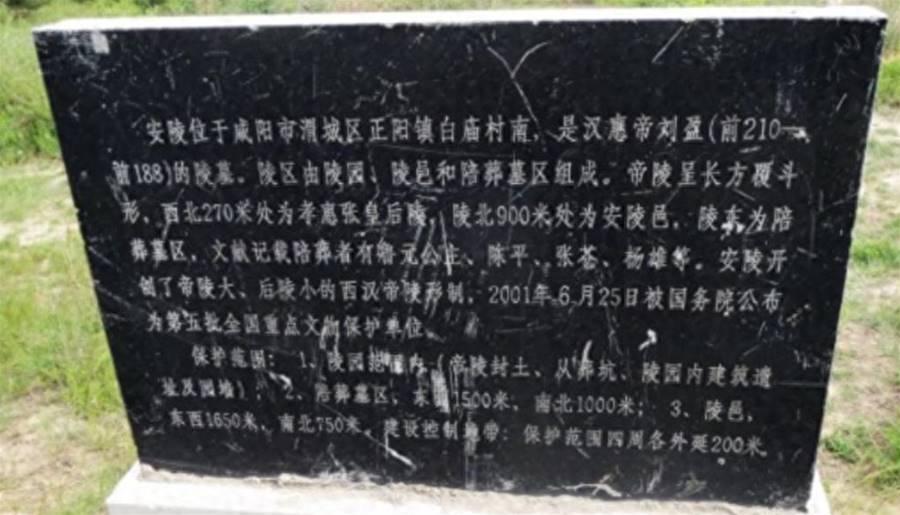 安陵位于咸阳市渭城区正阳镇白庙村南，是汉惠帝刘盈(前210—
前188)的陵墓。陵区由陵园、陵邑和陪葬墓区组成。帝陵呈长方覆斗
形，西北270米处为孝惠张皇后陵，陵北900米处为安陵邑，陵东为陪
葬墓区，文献记载陪葬者有鲁元公主、陈平、张苍、杨雄等。安陵开
创了帝陵大、后陵小的西汉帝陵形制，2001年6月25日被国务院公布
为第五批全国重点文物保护单位。
保护范围：1、陵园范围内（帝陵封土、从葬坑、陵园内建筑遗
址及园墙）；2、陪葬墓区，东西1500米，南北1000米；3、陵邑，
东西1650米，南北750米。建设控制地带：保护范围四周各外延200米